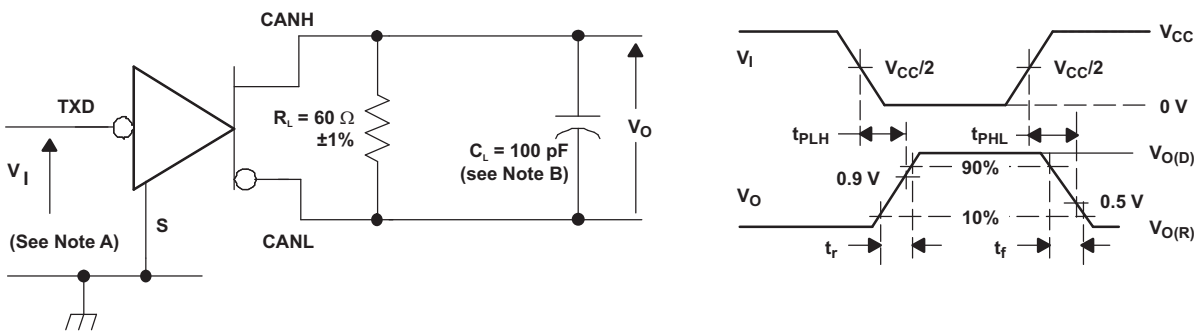 CANH
TXD
R_L = 60 Ω
±1%
C_L = 100 pF
(see Note B)
V_O
V_I
(See Note A)
S
CANL
V_I
V_CC/2
V_CC/2
V_CC
0 V
t_PLH
t_PHL
V_O
0.9 V
90%
10%
0.5 V
V_O(D)
V_O(R)
t_r
t_f